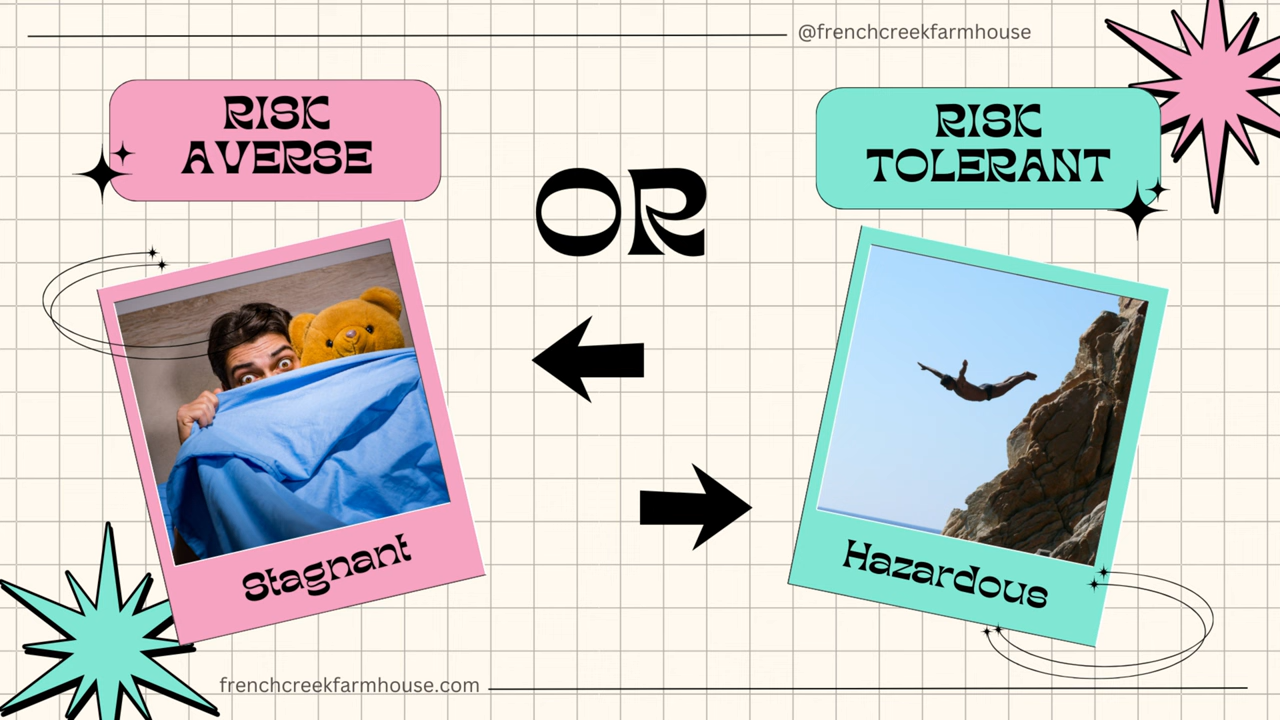 @frenchcreekfarmhouse
RISK
AVERSE
OR
RISK
TOLERANT
Stagnant
Hazardous
frenchcreekfarmhouse.com